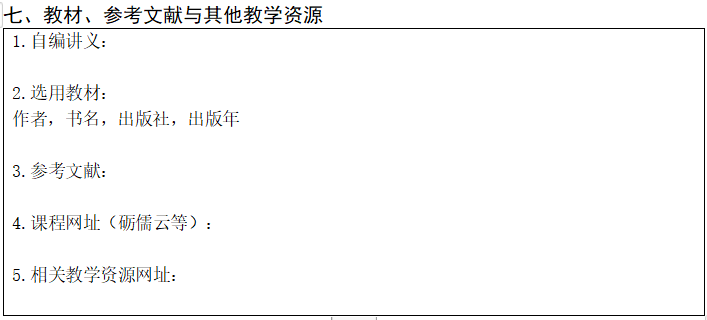 七、教材、参考文献与其他教学资源
1.自编讲义：
2.选用教材：
作者，书名，出版社，出版年
3.参考文献：
4.课程网址（砺儒云等）：
5.相关教学资源网址：